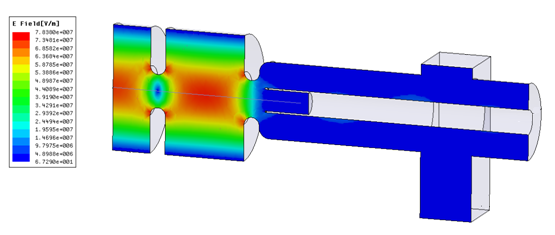 E Field[V/m]
7.8380e+007
7.3481e+007
6.8582e+007
6.3684e+007
5.8785e+007
5.3886e+007
4.8987e+007
4.4089e+007
3.9190e+007
3.4291e+007
2.9392e+007
2.4494e+007
1.9595e+007
1.4696e+007
9.7975e+006
4.8988e+006
6.7290e+001